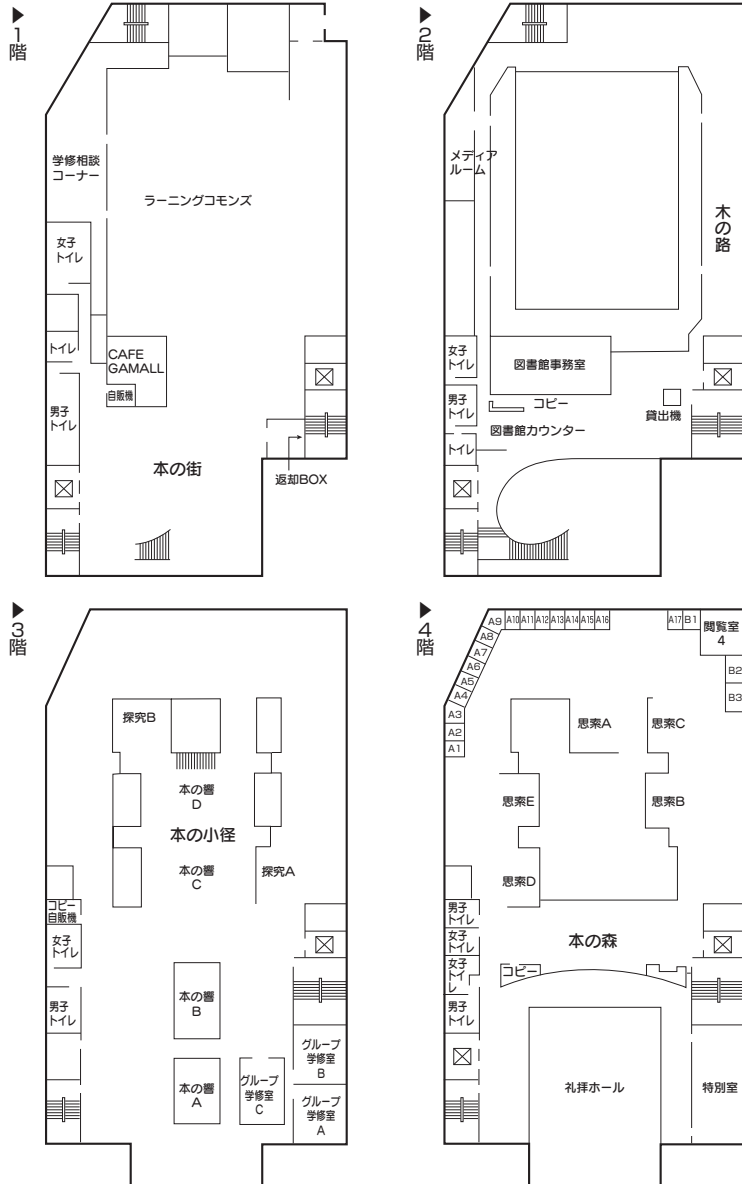 ▶1階
学修相談
コーナー
ラーニングコモンズ
女子
トイレ
トイレ
CAFE
GAMALL
自販機
男子
トイレ
本の街
返却BOX
▶2階
メディア
ルーム
木の路
女子
トイレ
図書館事務室
男子
トイレ
コピー
貸出機
図書館カウンター
トイレ
▶3階
探究B
本の響
D
本の小径
本の響
C
探究A
コピー
自販機
女子
トイレ
本の響
B
男子
トイレ
グループ
学修室
B
本の響
A
グループ
学修室
C
グループ
学修室
A
▶4階
A9
A10
A11
A12
A13
A14
A15
A16
A17
B1
閲覧室
4
A8
A7
A6
A5
A4
A3
A2
A1
B2
B3
思索A
思索C
思索E
思索B
思索D
男子
トイレ
女子
トイレ
本の森
女子
トイ
レ
コピー
男子
トイレ
礼拝ホール
特別室